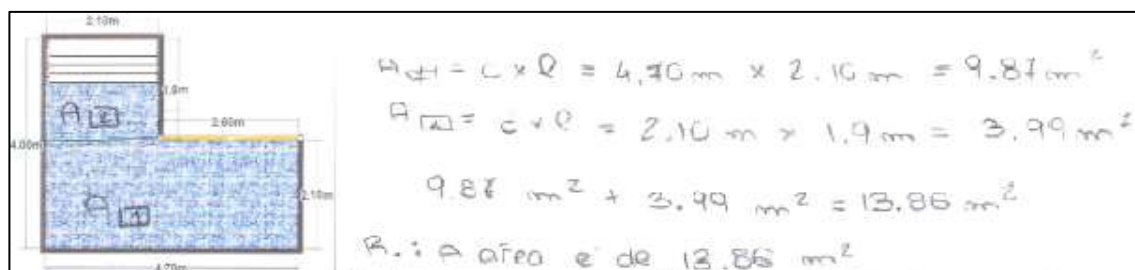 2.10m
1.9m
A 2
2.60m
4.00m
2.10m
A 1
4.70m
A 1 = c x l = 4,70 m x 2.10 m = 9.87 m²
A 2 = c x l = 2.10 m x 1,9 m = 3.99 m²
9.87 m² + 3.99 m² = 13.86 m²
R.: A área é de 13.86 m²